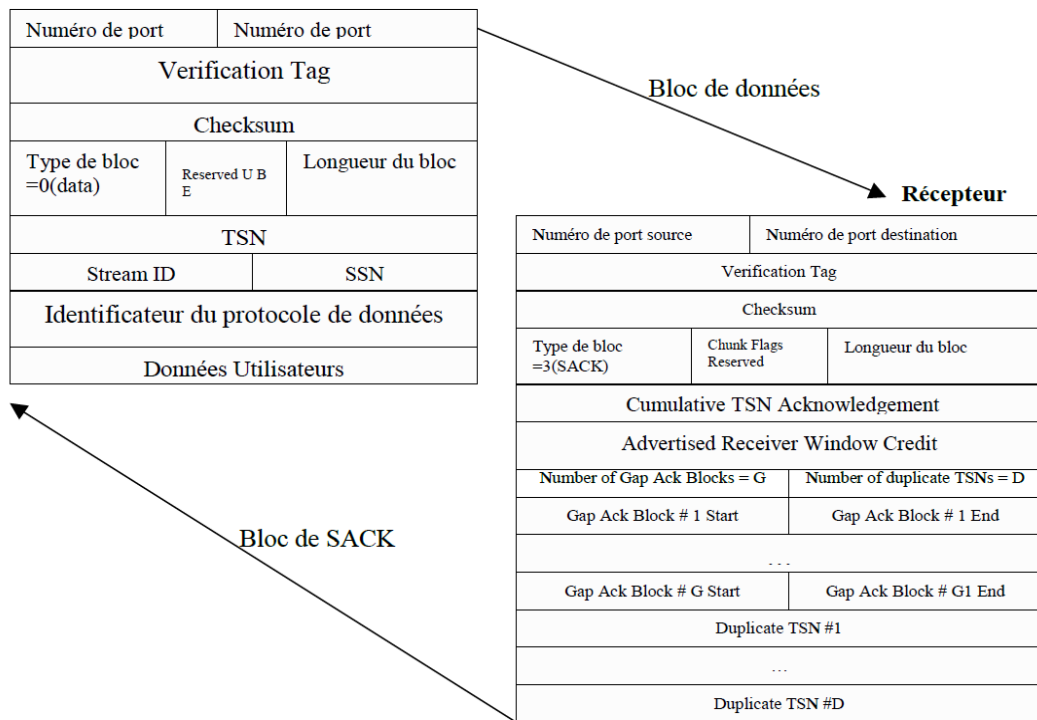 Numéro de port Numéro de port
Verification Tag
Checksum
Type de bloc Reserved U B Longueur du bloc
=0(data) E
TSN
Stream ID SSN
Identificateur du protocole de données
Données Utilisateurs
Bloc de données
Récepteur
Numéro de port source Numéro de port destination
Verification Tag
Checksum
Type de bloc Chunk Flags Longueur du bloc
=3(SACK) Reserved
Cumulative TSN Acknowledgement
Advertised Receiver Window Credit
Number of Gap Ack Blocks = G Number of duplicate TSNs = D
Gap Ack Block # 1 Start Gap Ack Block # 1 End
. . .
Gap Ack Block # G Start Gap Ack Block # G1 End
Duplicate TSN #1
...
Duplicate TSN #D
Bloc de SACK